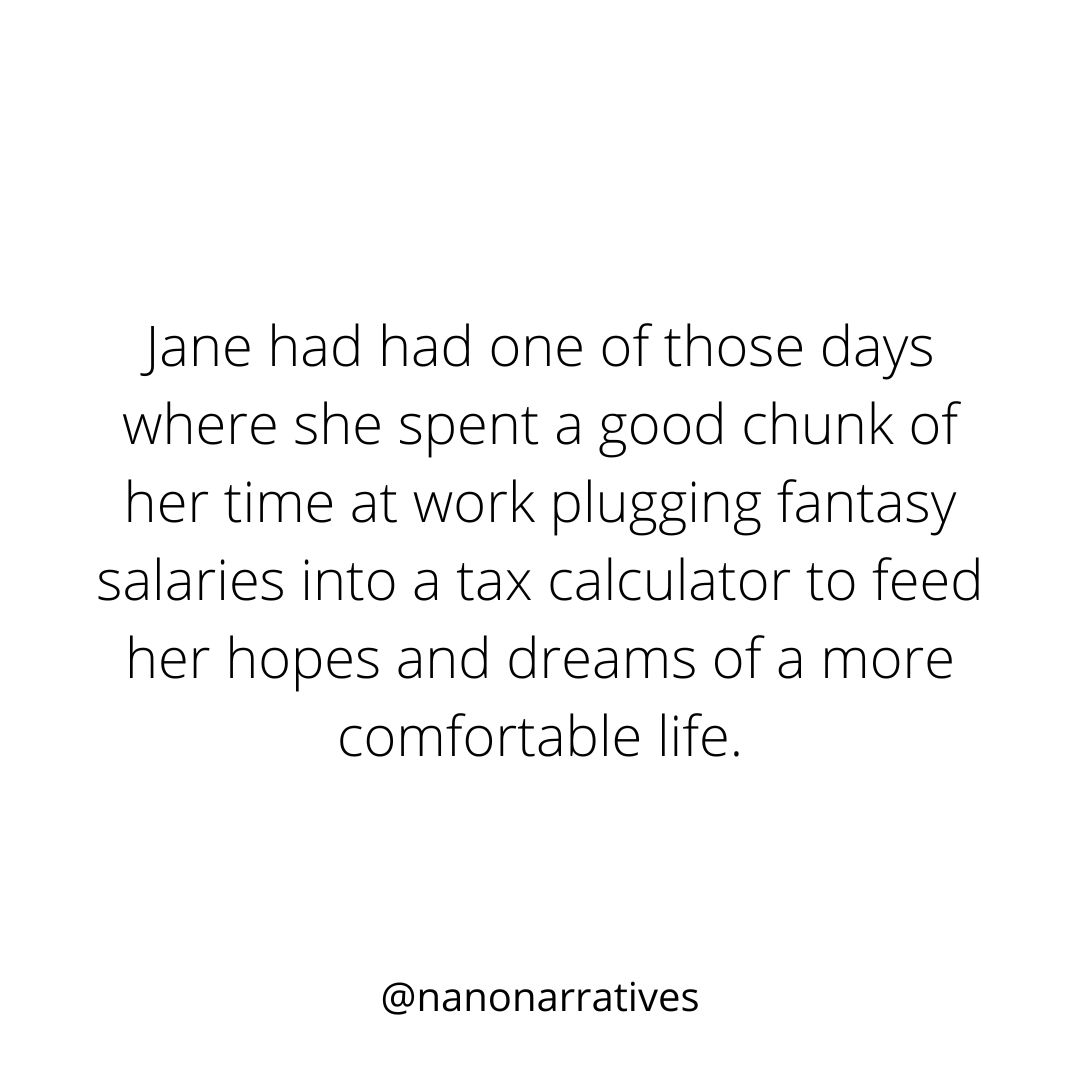 Jane had had one of those days
where she spent a good chunk of
her time at work plugging fantasy
salaries into a tax calculator to feed
her hopes and dreams of a more
comfortable life.
@nanonarratives